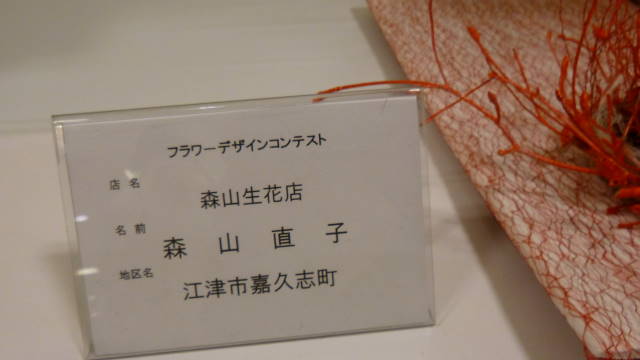 フラワーデザインコンテスト
店名 森山生花店
名前 森山直子
地区名 江津市嘉久志町